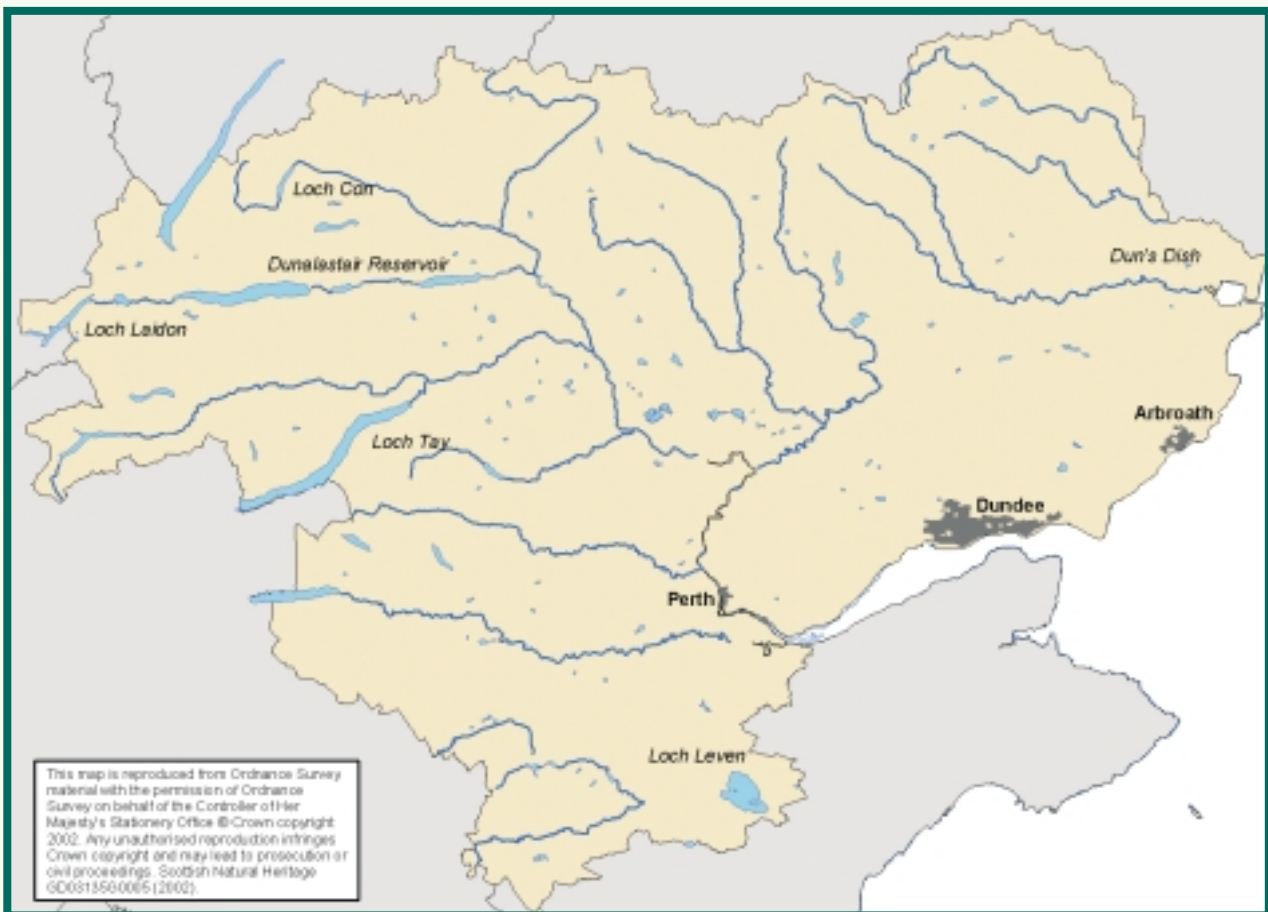 Loch Con
Dunalastair Reservoir
Dun's Dish
Loch Laidon
Arbroath
Loch Tay
Dundee
Perth
Loch Leven
This map is reproduced from Ordnance Survey
material with the permission of Ordnance
Survey on behalf of the Controller of Her
Majesty's Stationery Office © Crown copyright
2002. Any unauthorised reproduction infringes
Crown copyright and may lead to prosecution or
civil proceedings. Scottish Natural Heritage
(2002).